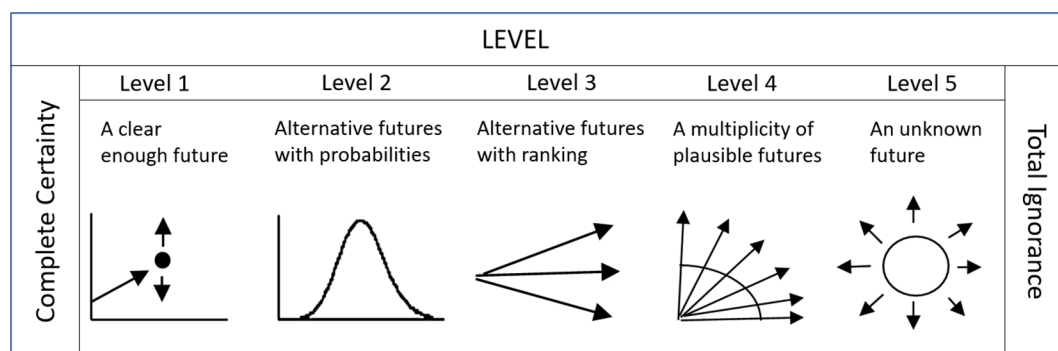 LEVEL
Complete Certainty
Level 1
Level 2
Level 3
Level 4
Level 5
Total Ignorance
A clear
enough future
Alternative futures
with probabilities
Alternative futures
with ranking
A multiplicity of
plausible futures
An unknown
future